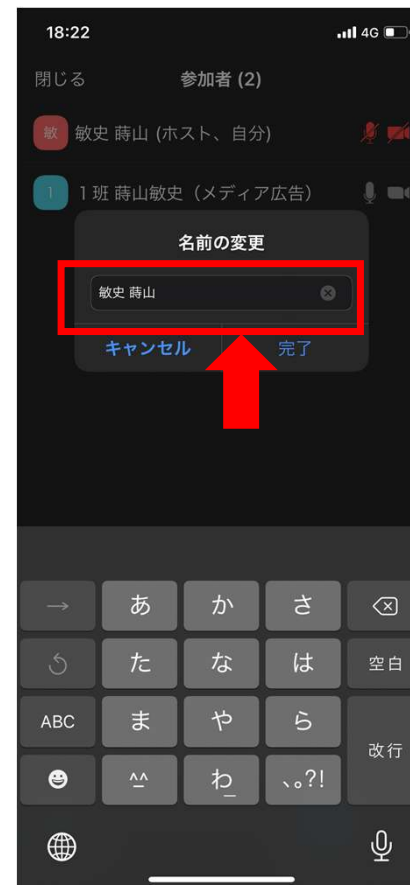 18:22 4G
閉じる 参加者 (2)
敏 敏史 蒔山 (ホスト、自分)
1 1 班 蒔山敏史（メディア広告）
名前の変更
敏史 蒔山
キャンセル 完了
→ あ か さ
た な は 空白
ABC ま や ら
^^ わ 、。?! 改行